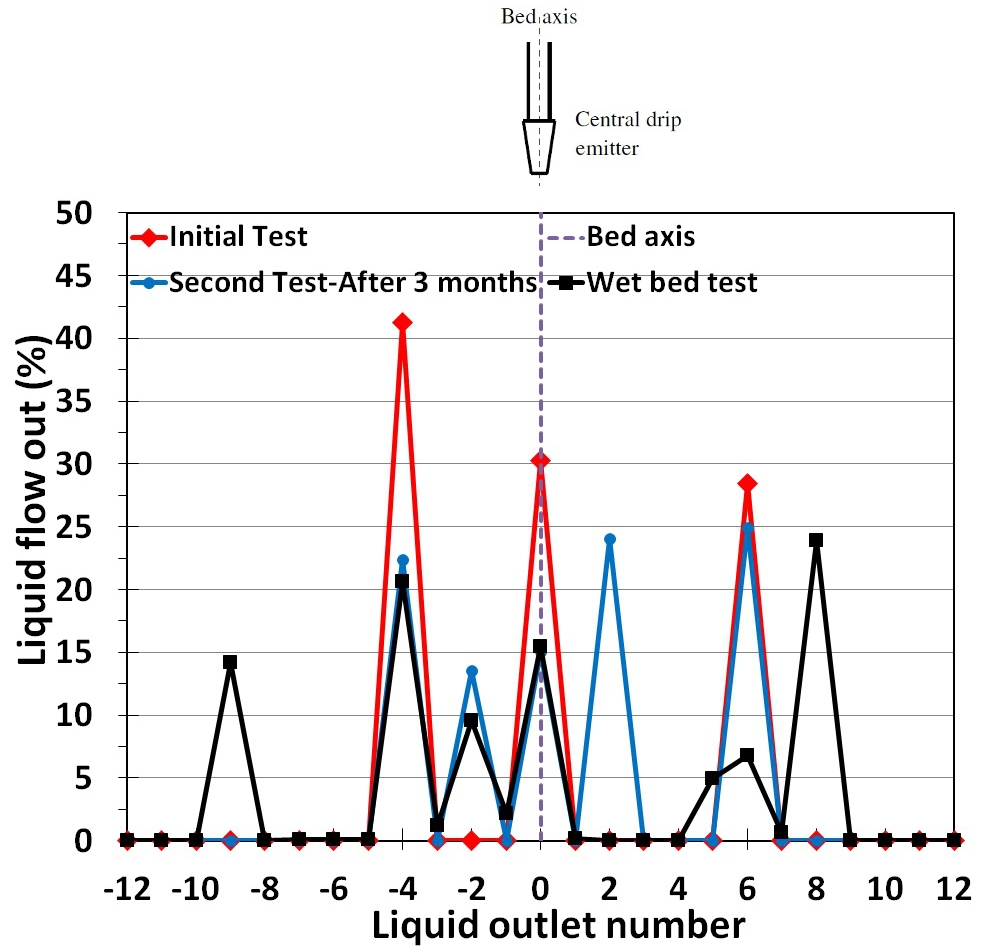 Bed axis
Central drip
emitter
Initial Test
Bed axis
Second Test-After 3 months
Wet bed test
50
45
40
35
30
25
20
15
10
5
0
Liquid flow out (%)
-12 -10 -8 -6 -4 -2 0 2 4 6 8 10 12
Liquid outlet number